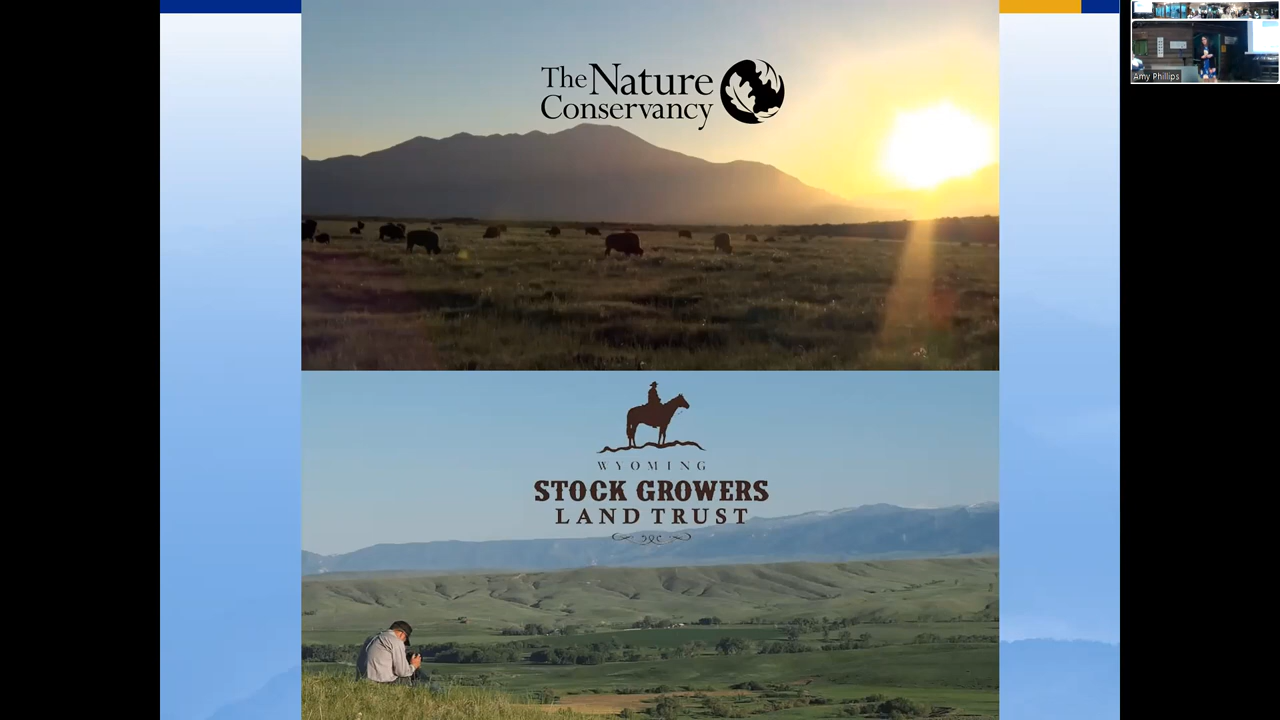 The Nature
Conservancy
WYOMING
STOCK GROWERS
LAND TRUST
Amy Phillips